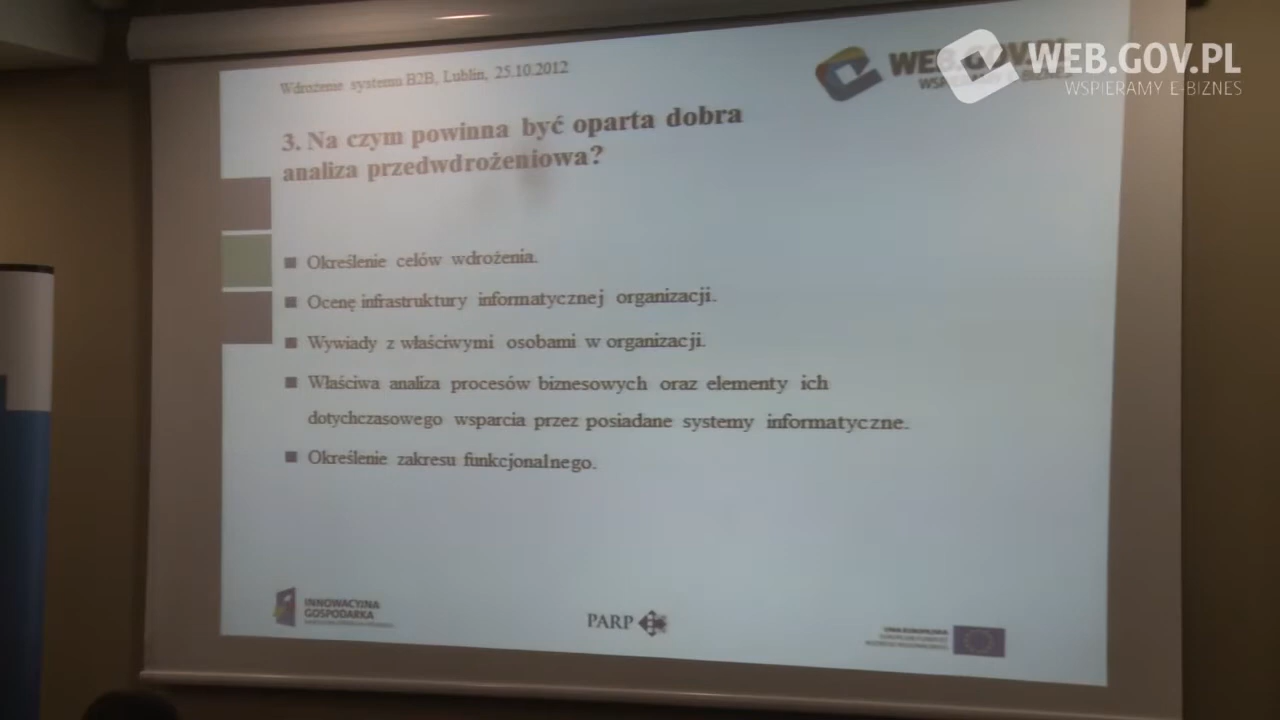 Wdrożenie systemu B2B, Lublin, 25.10.2012
WEB.GOV.PL
WSPIERAMY E-BIZNES
3. Na czym powinna być oparta dobra
analiza przedwdrożeniowa?
Określenie celów wdrożenia.
Ocenę infrastruktury informatycznej organizacji.
Wywiady z właściwymi osobami w organizacji.
Właściwa analiza procesów biznesowych oraz elementy ich
dotychczasowego wsparcia przez posiadane systemy informatyczne.
Określenie zakresu funkcjonalnego.
INNOWACYJNA
GOSPODARKA
PARP
UNIA EUROPEJSKA